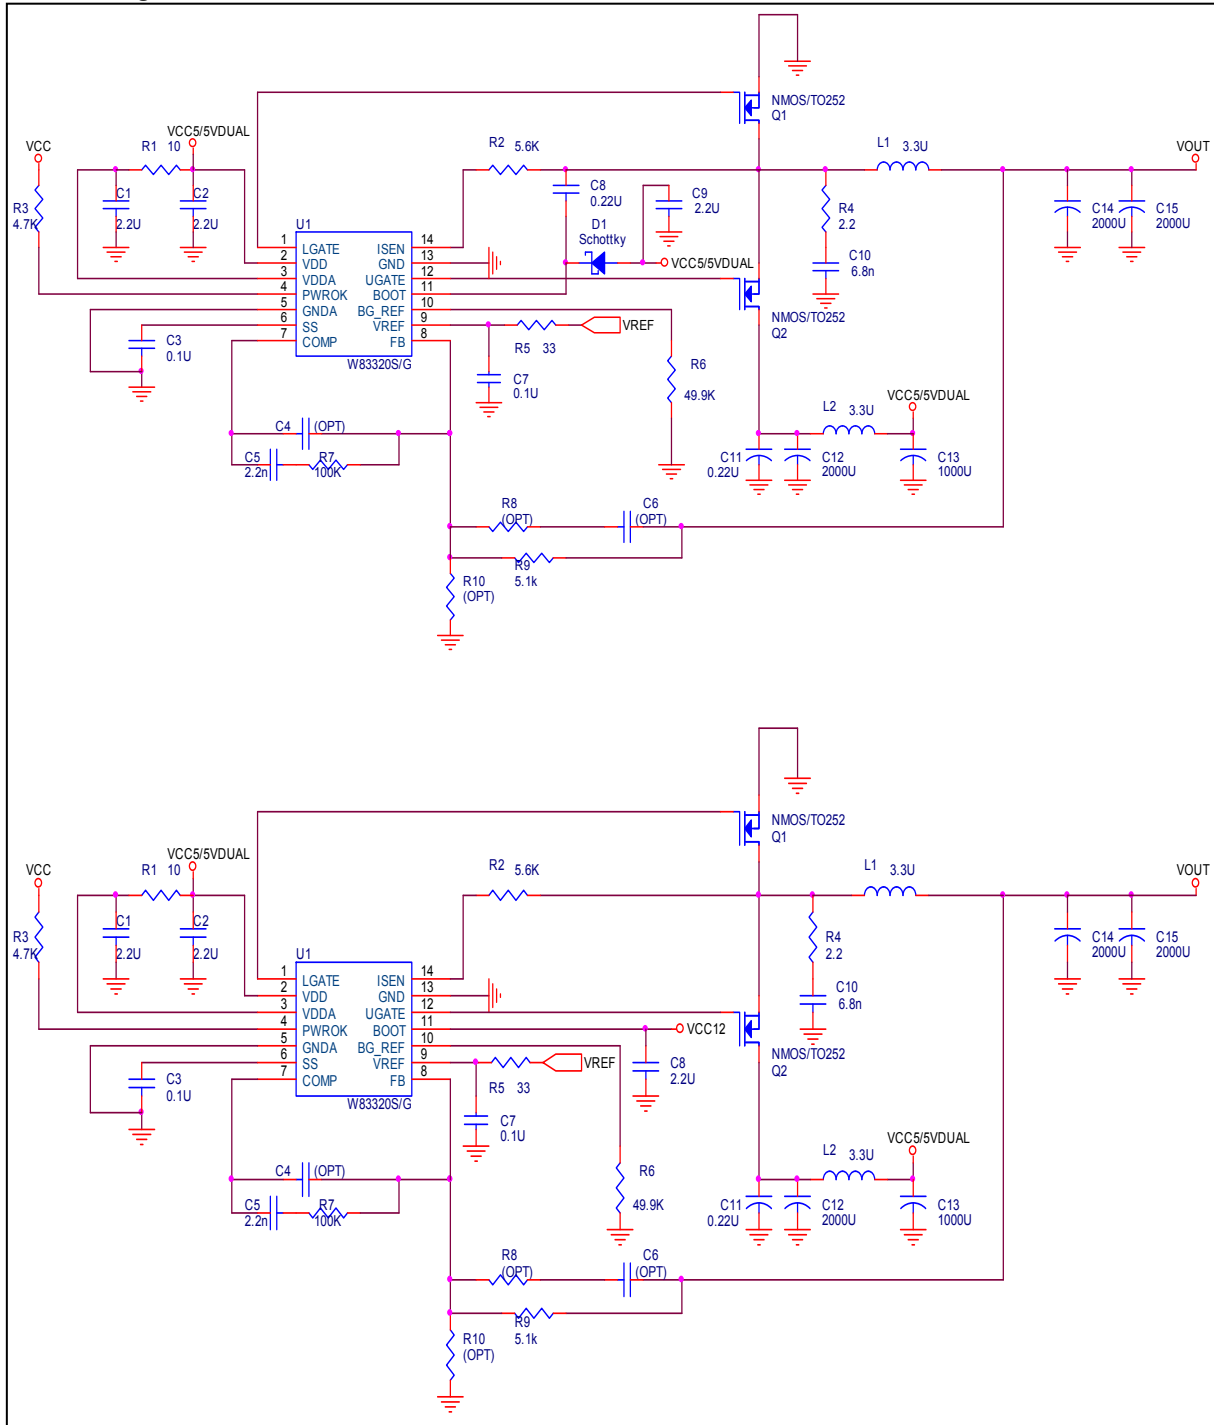 NMOS/TO252
Q1
VCC
R1 10
VCC5/5VDUAL
R2 5.6K
L1 3.3U
VOUT
R3
4.7K
C1
2.2U
C2
2.2U
C8
0.22U
C9
2.2U
R4
2.2
C14
2000U
C15
2000U
D1
Schottky
VCC5/5VDUAL
C10
6.8n
U1
1 LGATE ISEN 14
2 VDD GND 13
3 VDDA UGATE 12
4 PWROK BOOT 11
5 GNDA BG_REF 10
6 SS VREF 9
7 COMP FB 8
W83320S/G
NMOS/TO252
Q2
C3
0.1U
R5 33
VREF
C7
0.1U
R6
49.9K
VCC5/5VDUAL
L2 3.3U
C4 (OPT)
C5
2.2n
R7
100K
C11
0.22U
C12
2000U
C13
1000U
R8
(OPT)
C6
(OPT)
R9
5.1k
R10
(OPT)
NMOS/TO252
Q1
VCC
R1 10
VCC5/5VDUAL
R2 5.6K
L1 3.3U
VOUT
R3
4.7K
C1
2.2U
C2
2.2U
R4
2.2
C14
2000U
C15
2000U
C10
6.8n
U1
1 LGATE ISEN 14
2 VDD GND 13
3 VDDA UGATE 12
4 PWROK BOOT 11
5 GNDA BG_REF 10
6 SS VREF 9
7 COMP FB 8
W83320S/G
VCC12
NMOS/TO252
Q2
C3
0.1U
R5 33
VREF
C8
2.2U
C7
0.1U
R6
49.9K
VCC5/5VDUAL
L2 3.3U
C4 (OPT)
C5
2.2n
R7
100K
C11
0.22U
C12
2000U
C13
1000U
R8
(OPT)
C6
(OPT)
R9
5.1k
R10
(OPT)